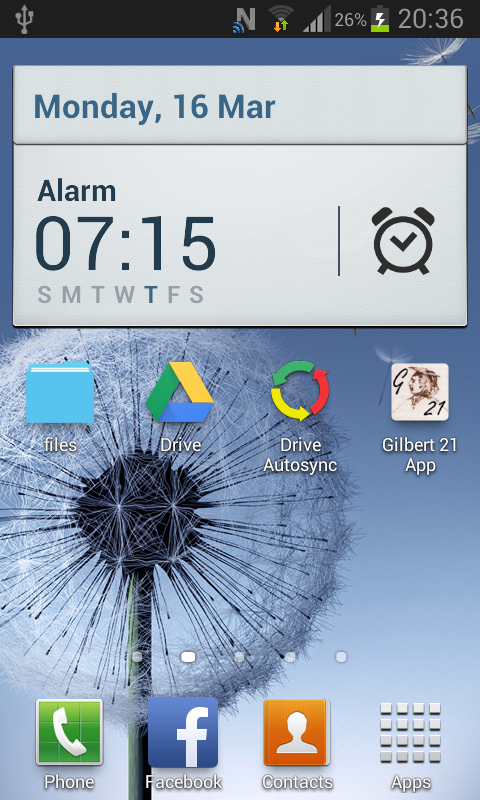 N 26% 20:36
Monday, 16 Mar
Alarm
07:15
S M T W T F S
files
Drive
Drive
Autosync
G
21
Gilbert 21
App
f
Phone
Facebook
Contacts
Apps